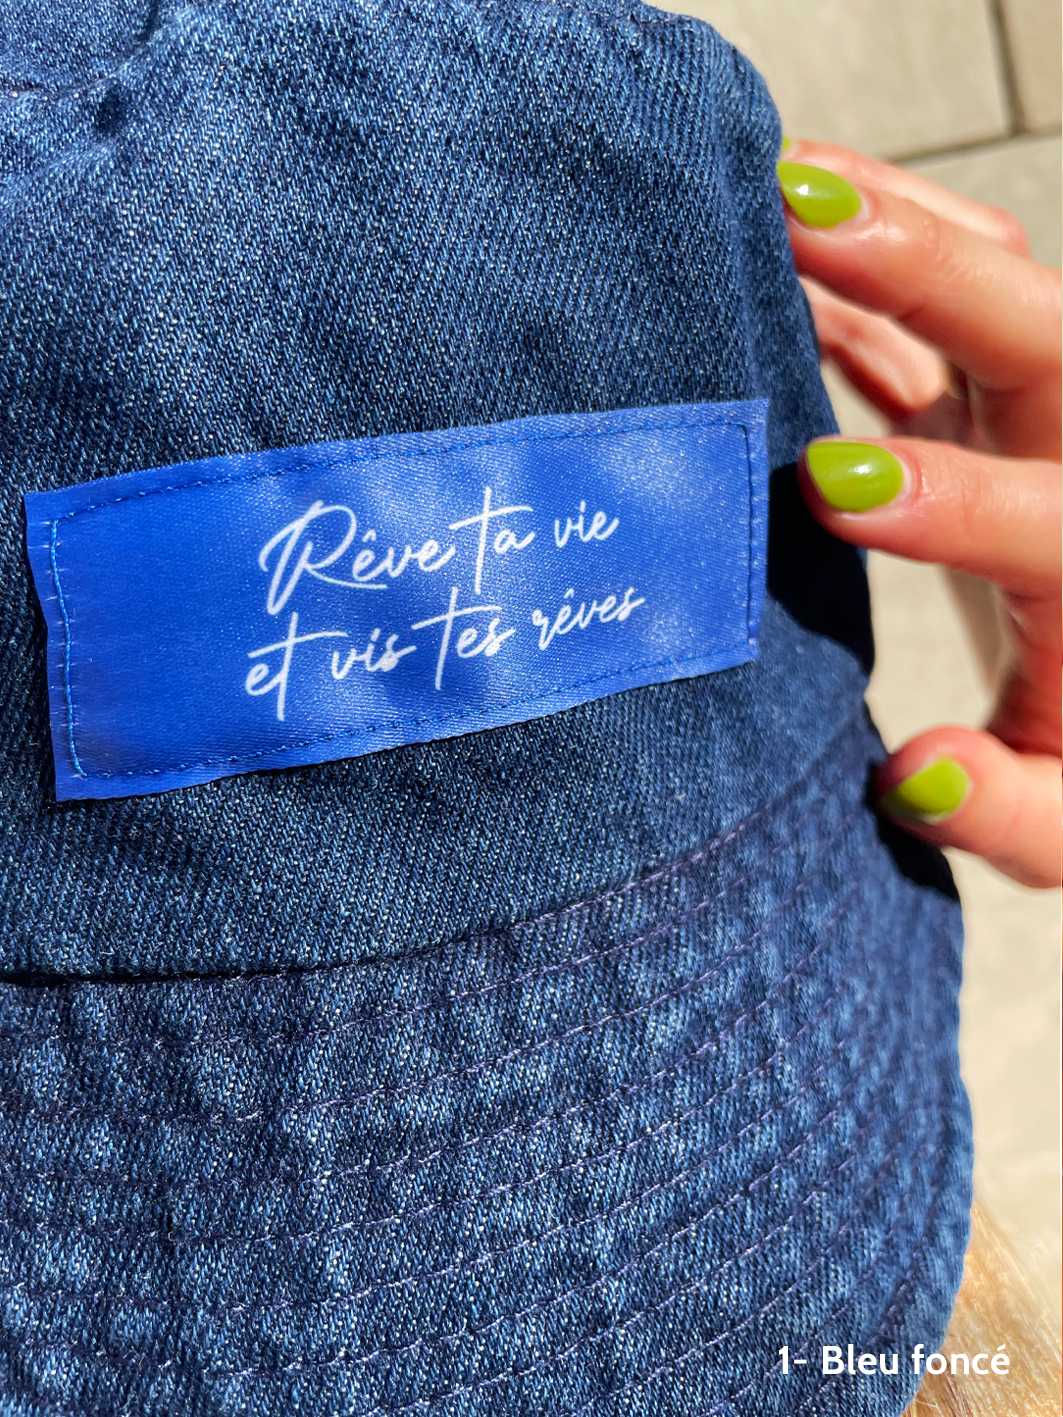 Rêve ta vie
et vis tes rêves
1- Bleu foncé